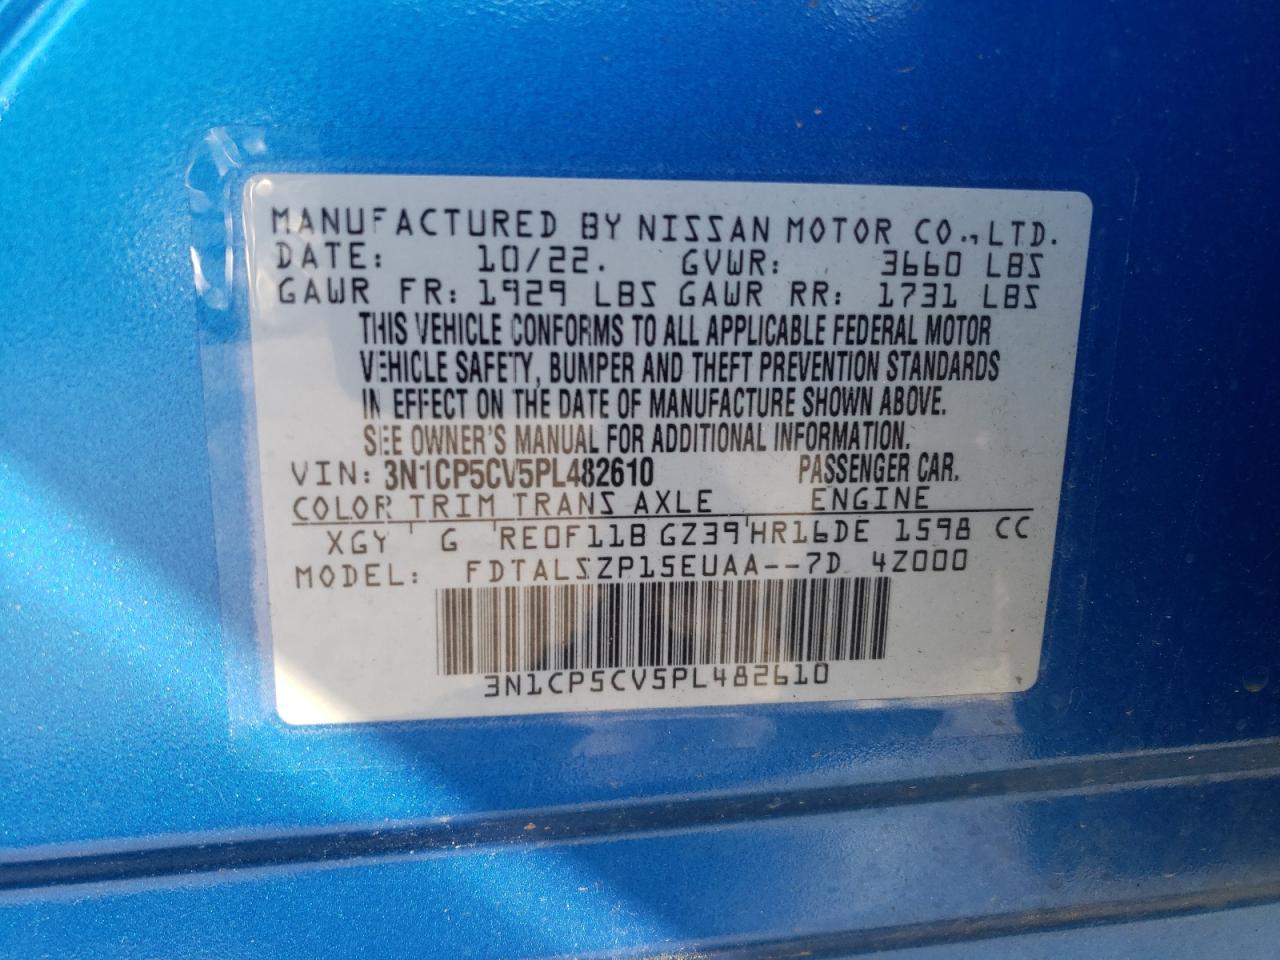 MANUFACTURED BY NISSAN MOTOR CO., LTD.
DATE: 10/22. GVWR: 3660 LBS
GAWR FR: 1929 LBS GAWR RR: 1731 LBS
THIS VEHICLE CONFORMS TO ALL APPLICABLE FEDERAL MOTOR
VEHICLE SAFETY, BUMPER AND THEFT PREVENTION STANDARDS
IN EFFECT ON THE DATE OF MANUFACTURE SHOWN ABOVE.
SEE OWNER'S MANUAL FOR ADDITIONAL INFORMATION.
VIN: 3N1CP5CV5PL482610 PASSENGER CAR.
COLOR TRIM TRANS AXLE ENGINE
XGY G RE0F11B GZ39 HR16DE 1598 CC
MODEL: FDTALSZP15EUAA--7D 4Z000
3N1CP5CV5PL482610